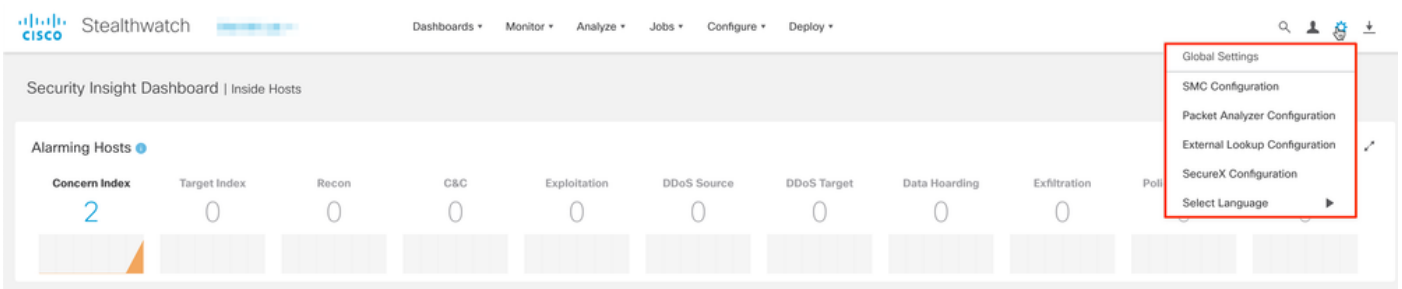 CISCO Stealthwatch Dashboards Monitor Analyze Jobs Configure Deploy
Global Settings
SMC Configuration
Packet Analyzer Configuration
External Lookup Configuration
SecureX Configuration
Select Language
Security Insight Dashboard | Inside Hosts
Alarming Hosts
Concern Index Target Index Recon C&C Exploitation DDoS Source DDoS Target Data Hoarding Exfiltration
2 0 0 0 0 0 0 0 0